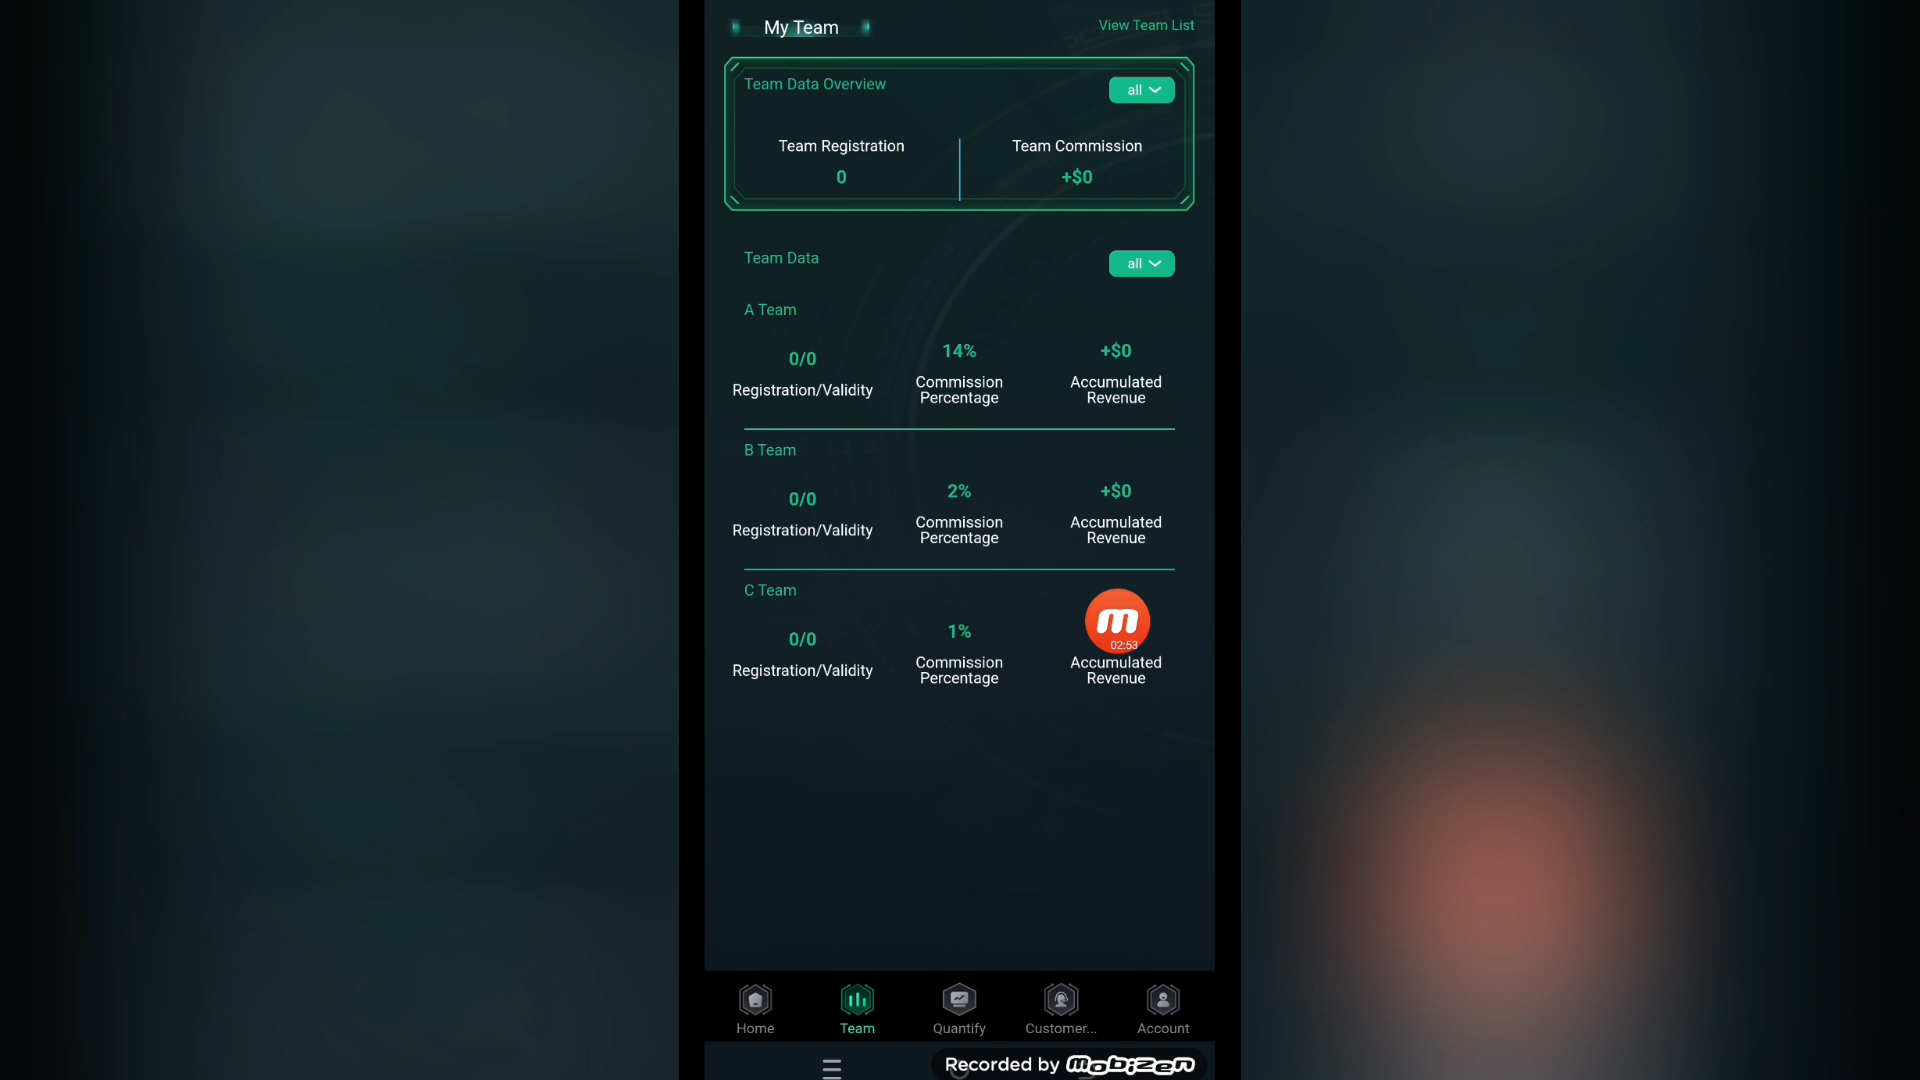 My Team
View Team List
Team Data Overview
all
Team Registration
Team Commission
0
+$0
Team Data
all
A Team
0/0
14%
+$0
Registration/Validity
Commission
Percentage
Accumulated
Revenue
B Team
0/0
2%
+$0
Registration/Validity
Commission
Percentage
Accumulated
Revenue
C Team
0/0
1%
m
02:53
Registration/Validity
Commission
Percentage
Accumulated
Revenue
Home
Team
Quantify
Customer...
Account
Recorded by mobizen